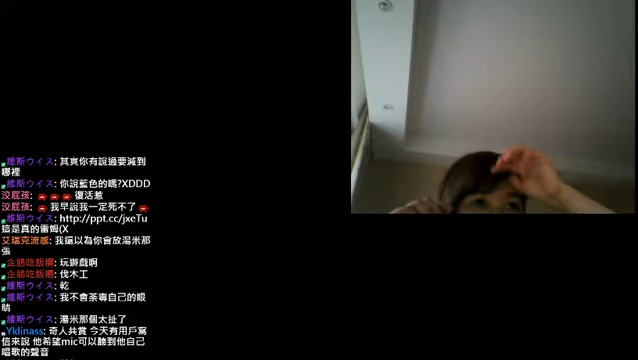 維斯ウイス: 其實你有說過要減到
哪裡
維斯ウイス: 你說藍色的嗎?XDDD
沒屁孩: 復活惹
沒屁孩: 我早說我一定死不了
維斯ウイス: http://ppt.cc/jxeTu
這是真的雷姆(X
艾瑞克流感: 我還以為你會放湯米那
張
企鵝吃飯糰: 玩遊戲啊
企鵝吃飯糰: 伐木工
維斯ウイス: 乾
維斯ウイス: 我不會荼毒自己的眼
睛
維斯ウイス: 湯米那個太扯了
Yklinass: 奇人共賞 今天有用戶寫
信來說 他希望mic可以聽到他自己
唱歌的聲音